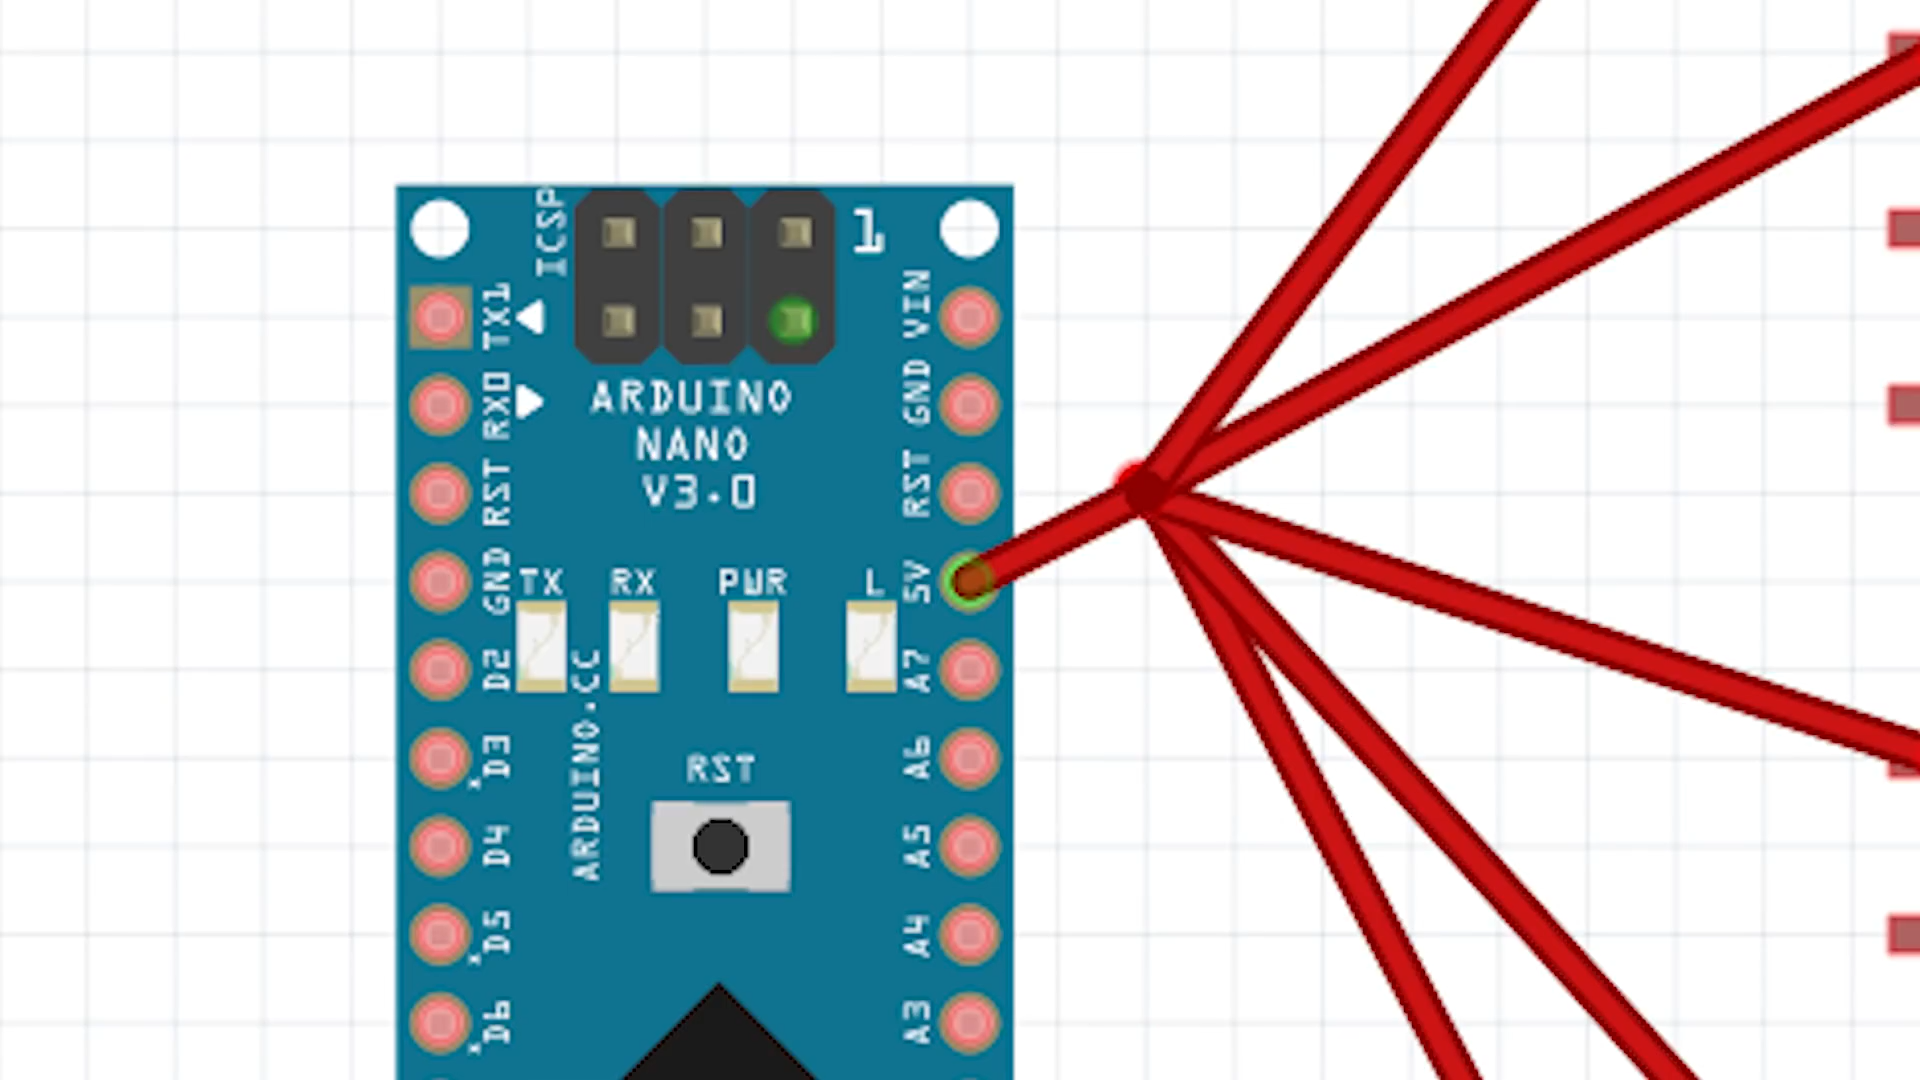 ICSP
1
TX1
RX0
RST
GND
D2
D3
D4
D5
D6
ARDUINO
NANO
V3.0
TX RX PWR L
ARDUINO.CC
RST
VIN
GND
RST
5V
A7
A6
A5
A4
A3